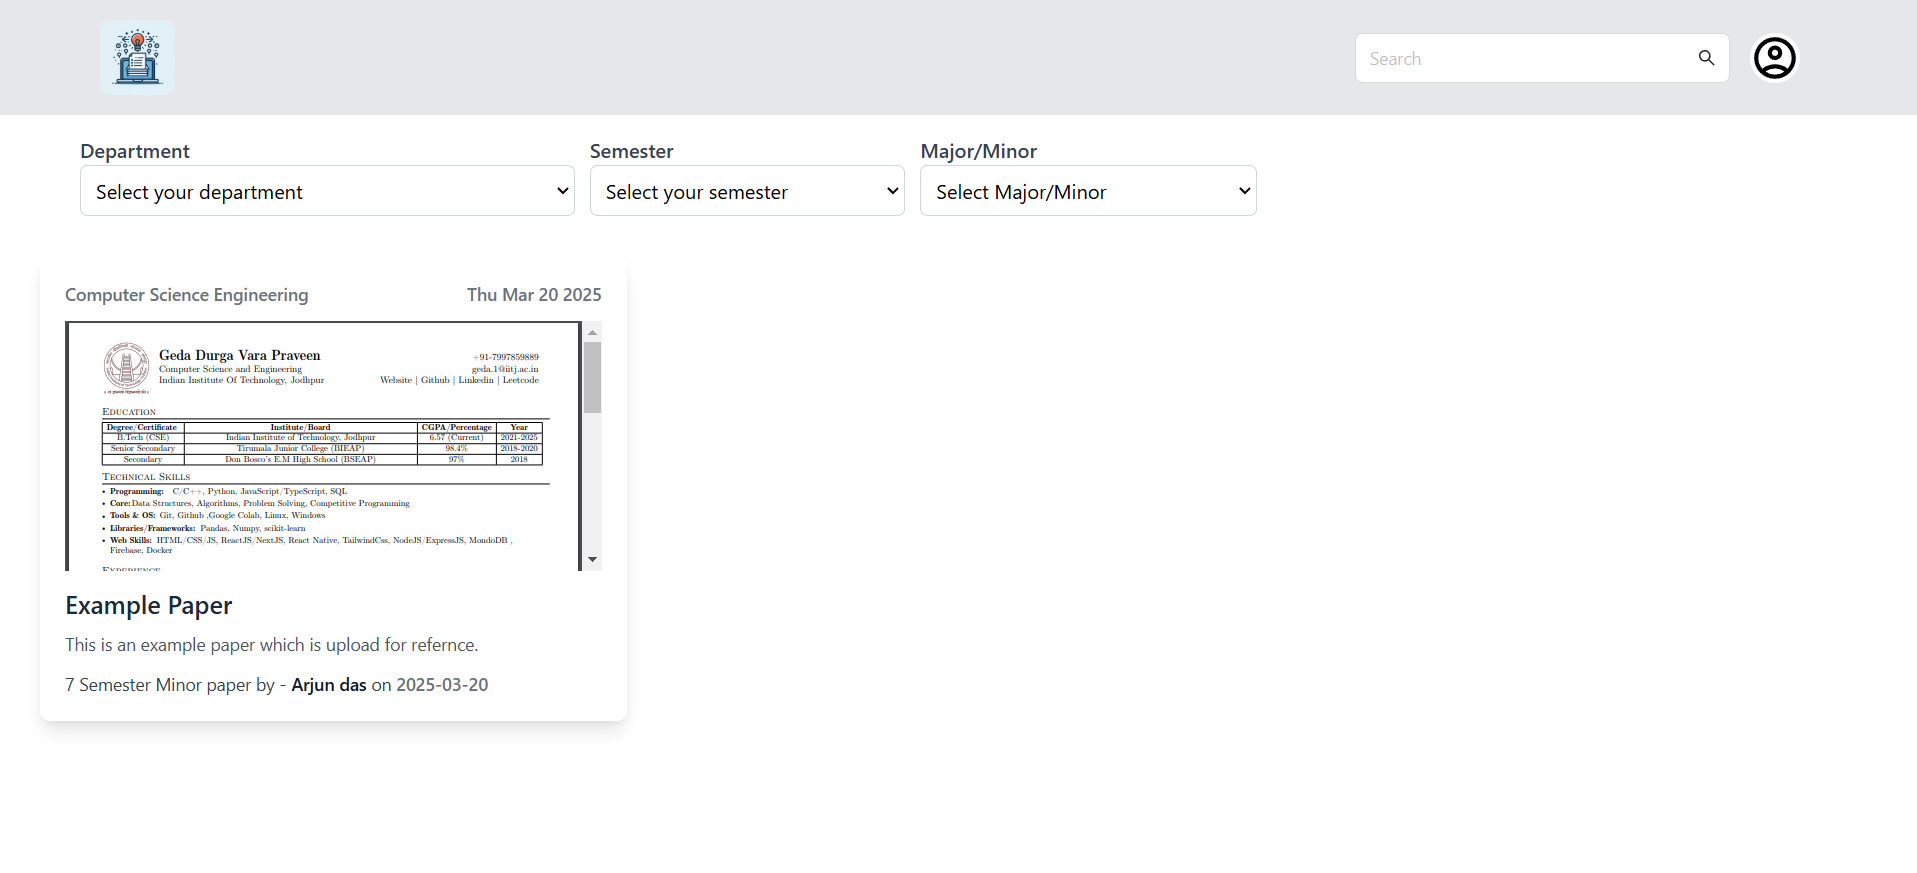 Search
Department
Semester
Major/Minor
Select your department
Select your semester
Select Major/Minor
Computer Science Engineering
Thu Mar 20 2025
Geda Durga Vara Praveen
+91-7997859889
Computer Science and Engineering
geda.1@iitj.ac.in
Indian Institute Of Technology, Jodhpur
Website | Github | Linkedin | Leetcode
Education
Degree/Certificate Institute/Board CGPA/Percentage Year
B.Tech (CSE) Indian Institute of Technology, Jodhpur 6.57 (Current) 2021-2025
Senior Secondary Tirumala Junior College (BIEAP) 98.4% 2018-2020
Secondary Don Bosco's E.M High School (BSEAP) 97% 2018
Technical Skills
• Programming: C/C++, Python, JavaScript/TypeScript, SQL
• Core: Data Structures, Algorithms, Problem Solving, Competitive Programming
• Tools & OS: Git, Github ,Google Colab, Linux, Windows
• Libraries/Frameworks: Pandas, Numpy, scikit-learn
• Web Skills: HTML/CSS/JS, ReactJS/NextJS, React Native, TailwindCss, NodeJS/ExpressJS, MondoDB ,
Firebase, Docker
Experience
Example Paper
This is an example paper which is upload for refernce.
7 Semester Minor paper by - Arjun das on 2025-03-20